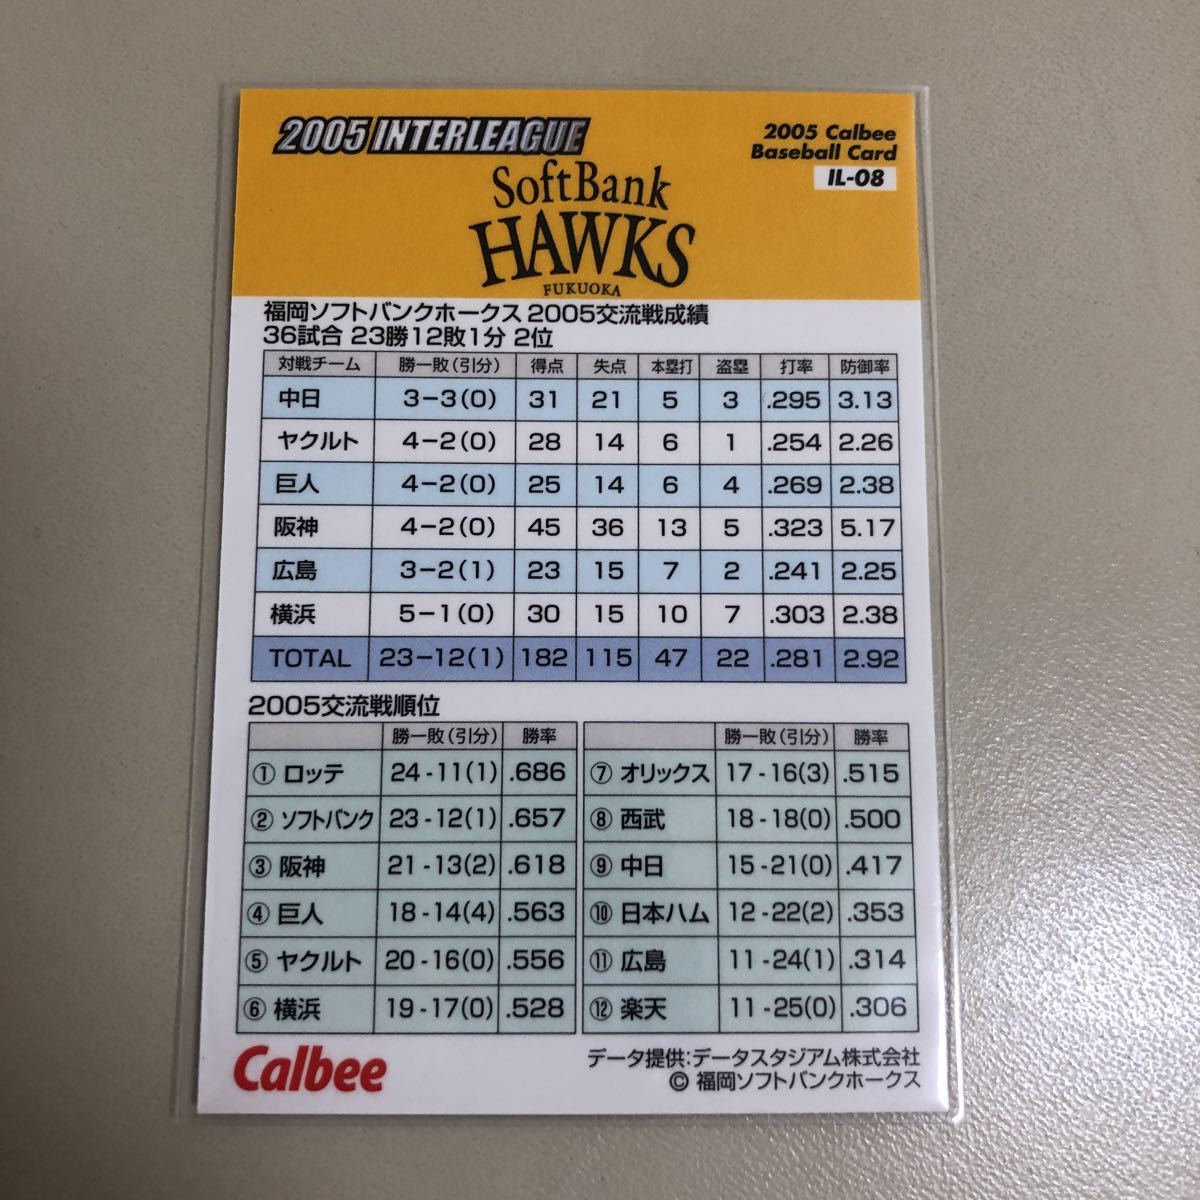 2005 INTERLEAGUE
2005 Calbee
Baseball Card
IL-08
SoftBank
HAWKS
FUKUOKA
福岡ソフトバンクホークス 2005交流戦成績
36試合 23勝12敗1分 2位
対戦チーム 勝ー敗(引分) 得点 失点 本塁打 盗塁 打率 防御率
中日 3−3(0) 31 21 5 3 .295 3.13
ヤクルト 4−2(0) 28 14 6 1 .254 2.26
巨人 4−2(0) 25 14 6 4 .269 2.38
阪神 4−2(0) 45 36 13 5 .323 5.17
広島 3−2(1) 23 15 7 2 .241 2.25
横浜 5−1(0) 30 15 10 7 .303 2.38
TOTAL 23−12(1) 182 115 47 22 .281 2.92
2005交流戦順位
勝ー敗(引分) 勝率 勝ー敗(引分) 勝率
① ロッテ 24-11(1) .686 ⑦ オリックス 17-16(3) .515
② ソフトバンク 23-12(1) .657 ⑧ 西武 18-18(0) .500
③ 阪神 21-13(2) .618 ⑨ 中日 15-21(0) .417
④ 巨人 18-14(4) .563 ⑩ 日本ハム 12-22(2) .353
⑤ ヤクルト 20-16(0) .556 ⑪ 広島 11-24(1) .314
⑥ 横浜 19-17(0) .528 ⑫ 楽天 11-25(0) .306
Calbee
データ提供:データスタジアム株式会社
© 福岡ソフトバンクホークス